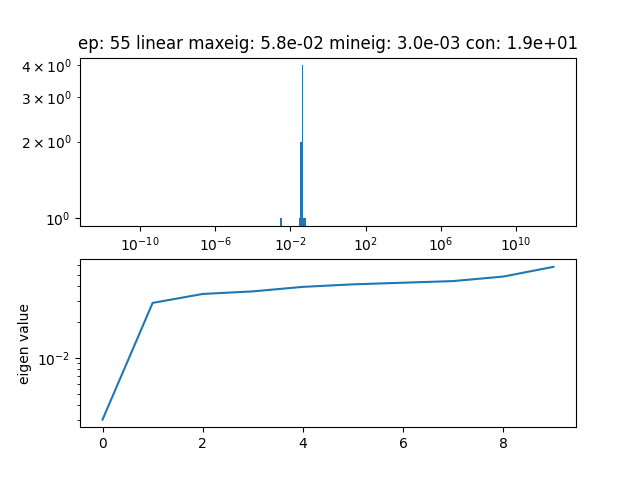 ep: 55 linear maxeig: 5.8e-02 mineig: 3.0e-03 con: 1.9e+01
4 × 10⁰
3 × 10⁰
2 × 10⁰
10⁰
10⁻¹⁰ 10⁻⁶ 10⁻² 10² 10⁶ 10¹⁰
eigen value
10⁻²
0 2 4 6 8